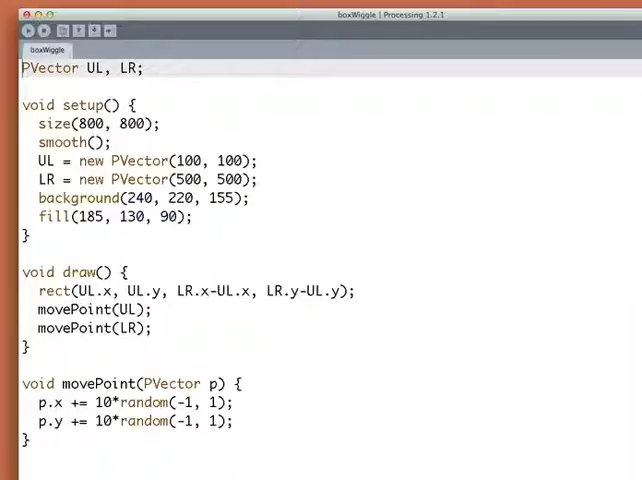 boxWiggle | Processing 1.2.1
boxWiggle
PVector UL, LR;
void setup() {
size(800, 800);
smooth();
UL = new PVector(100, 100);
LR = new PVector(500, 500);
background(240, 220, 155);
fill(185, 130, 90);
}
void draw() {
rect(UL.x, UL.y, LR.x-UL.x, LR.y-UL.y);
movePoint(UL);
movePoint(LR);
}
void movePoint(PVector p) {
p.x += 10*random(-1, 1);
p.y += 10*random(-1, 1);
}